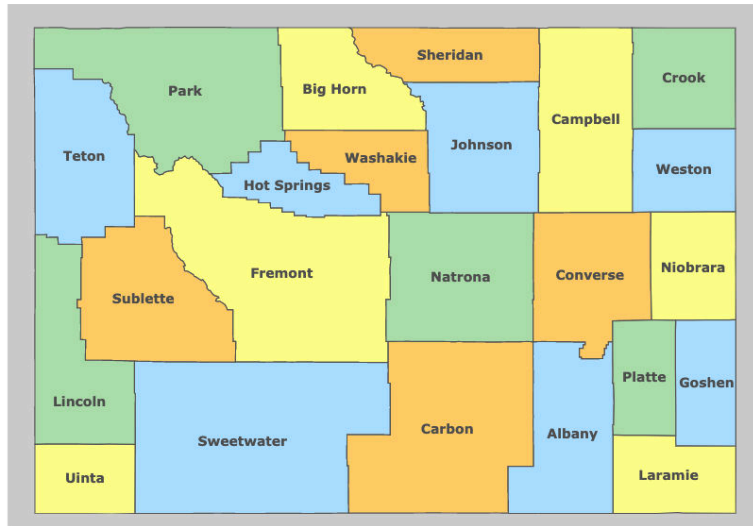 Sheridan
Park
Big Horn
Crook
Campbell
Teton
Washakie
Johnson
Weston
Hot Springs
Fremont
Natrona
Converse
Niobrara
Sublette
Lincoln
Platte
Goshen
Sweetwater
Carbon
Albany
Uinta
Laramie